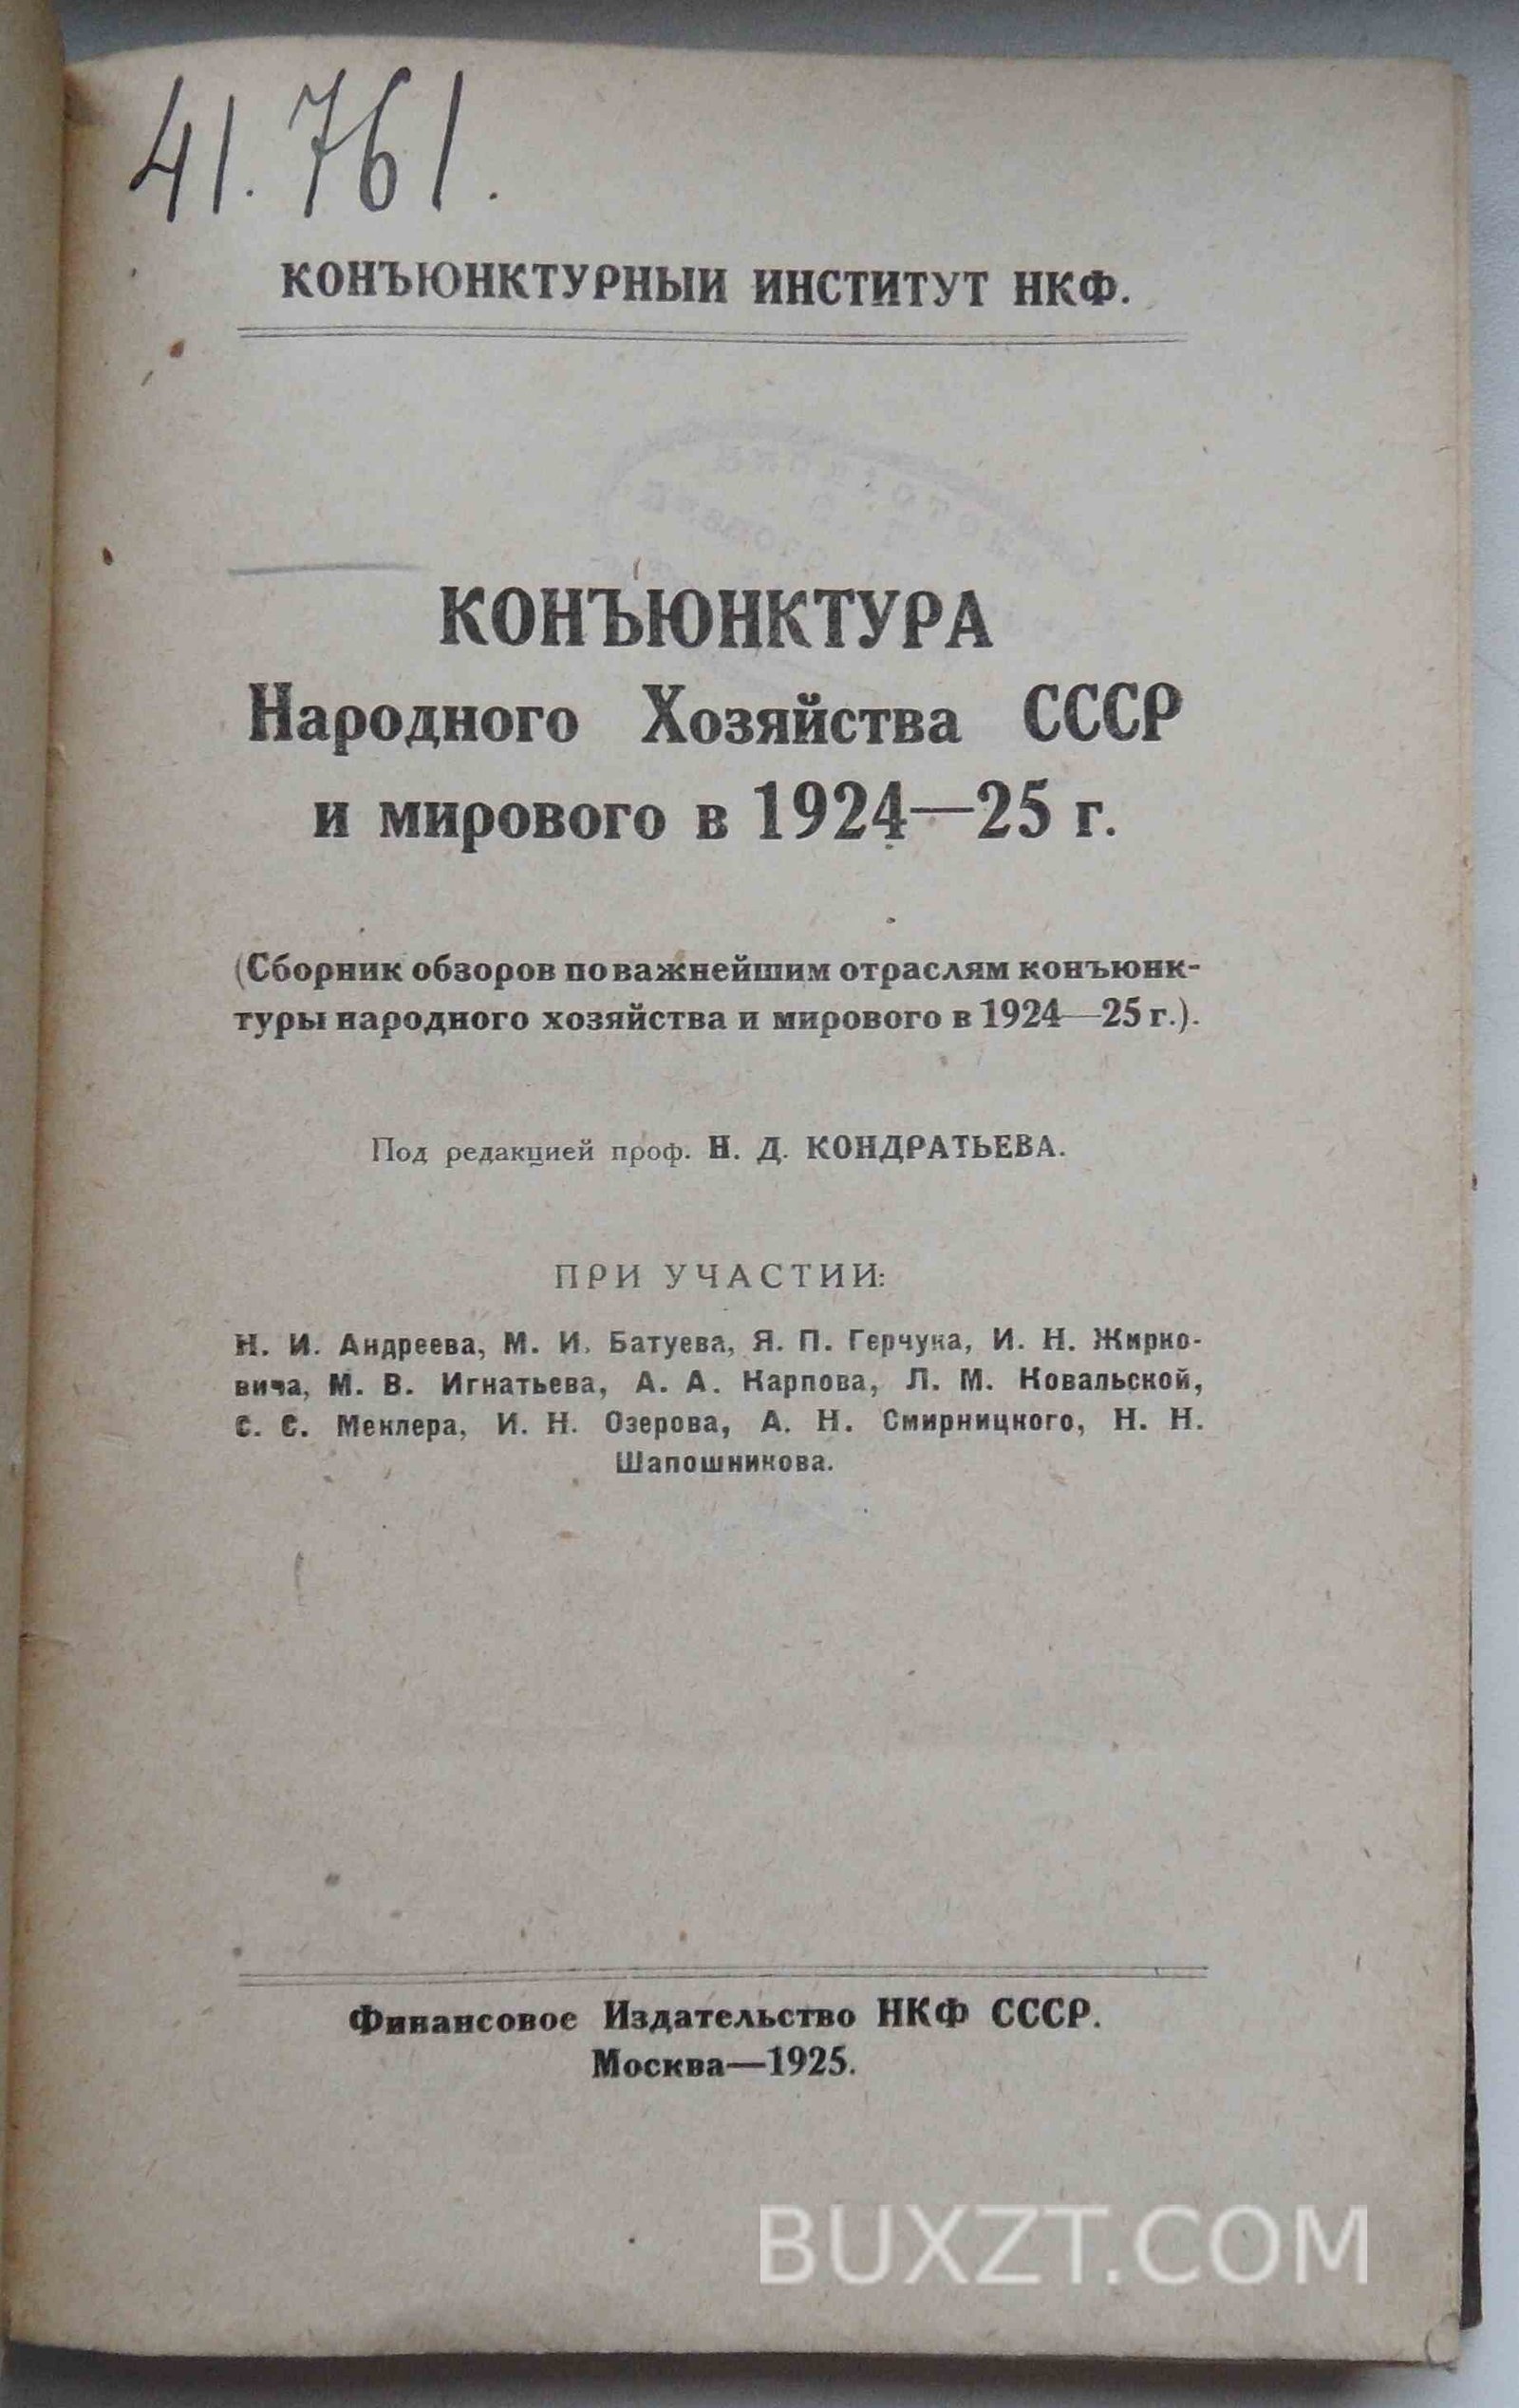 41.761.
КОНЪЮНКТУРНЫЙ ИНСТИТУТ НКФ.
КОНЪЮНКТУРА
Народного Хозяйства СССР
и мирового в 1924—25 г.
(Сборник обзоров по важнейшим отраслям конъюнк-
туры народного хозяйства и мирового в 1924—25 г.).
Под редакцией проф. Н. Д. КОНДРАТЬЕВА.
ПРИ УЧАСТИИ:
Н. И. Андреева, М. И. Батуева, Я. П. Герчука, И. Н. Жирко-
вича, М. В. Игнатьева, А. А. Карпова, Л. М. Ковальской,
С. С. Меклера, И. Н. Озерова, А. Н. Смирницкого, Н. Н.
Шапошникова.
Финансовое Издательство НКФ СССР.
Москва—1925.
BUXZT.COM